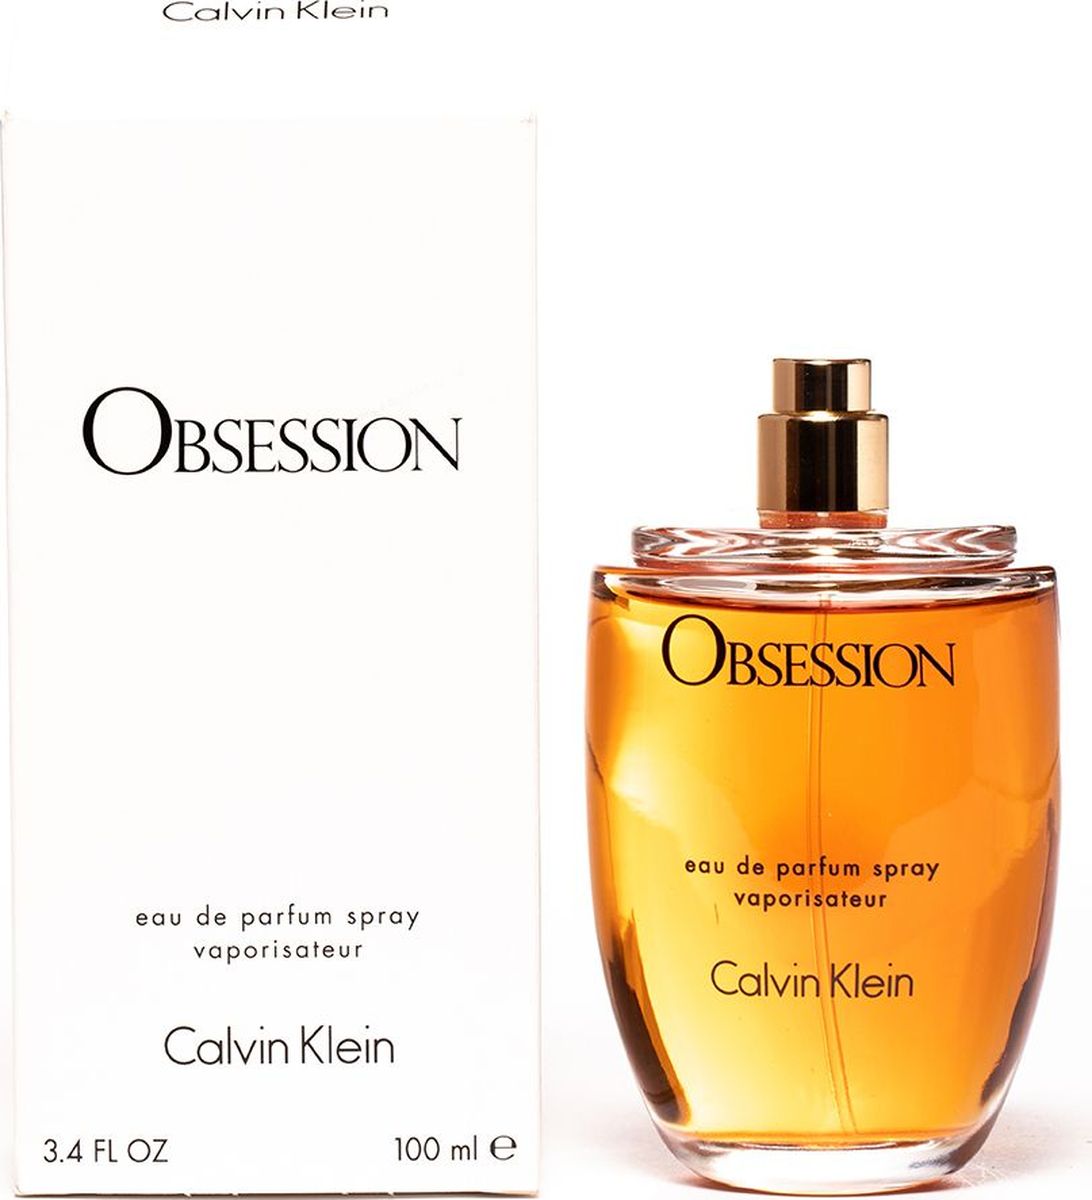 Calvin Klein
OBSESSION
eau de parfum spray
vaporisateur
Calvin Klein
3.4 FL OZ
100 ml ℮
OBSESSION
eau de parfum spray
vaporisateur
Calvin Klein